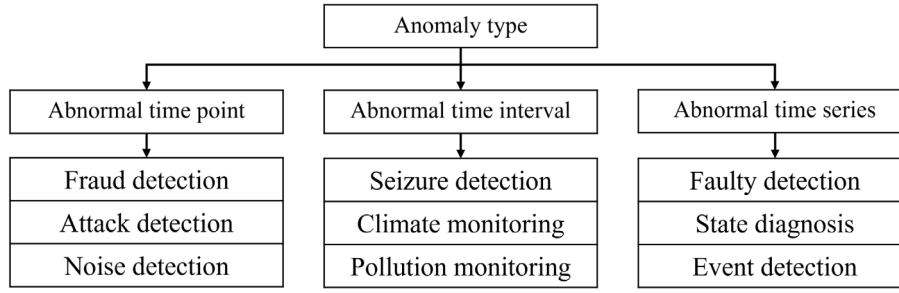 Anomaly type
Abnormal time point
Abnormal time interval
Abnormal time series
Fraud detection
Seizure detection
Faulty detection
Attack detection
Climate monitoring
State diagnosis
Noise detection
Pollution monitoring
Event detection